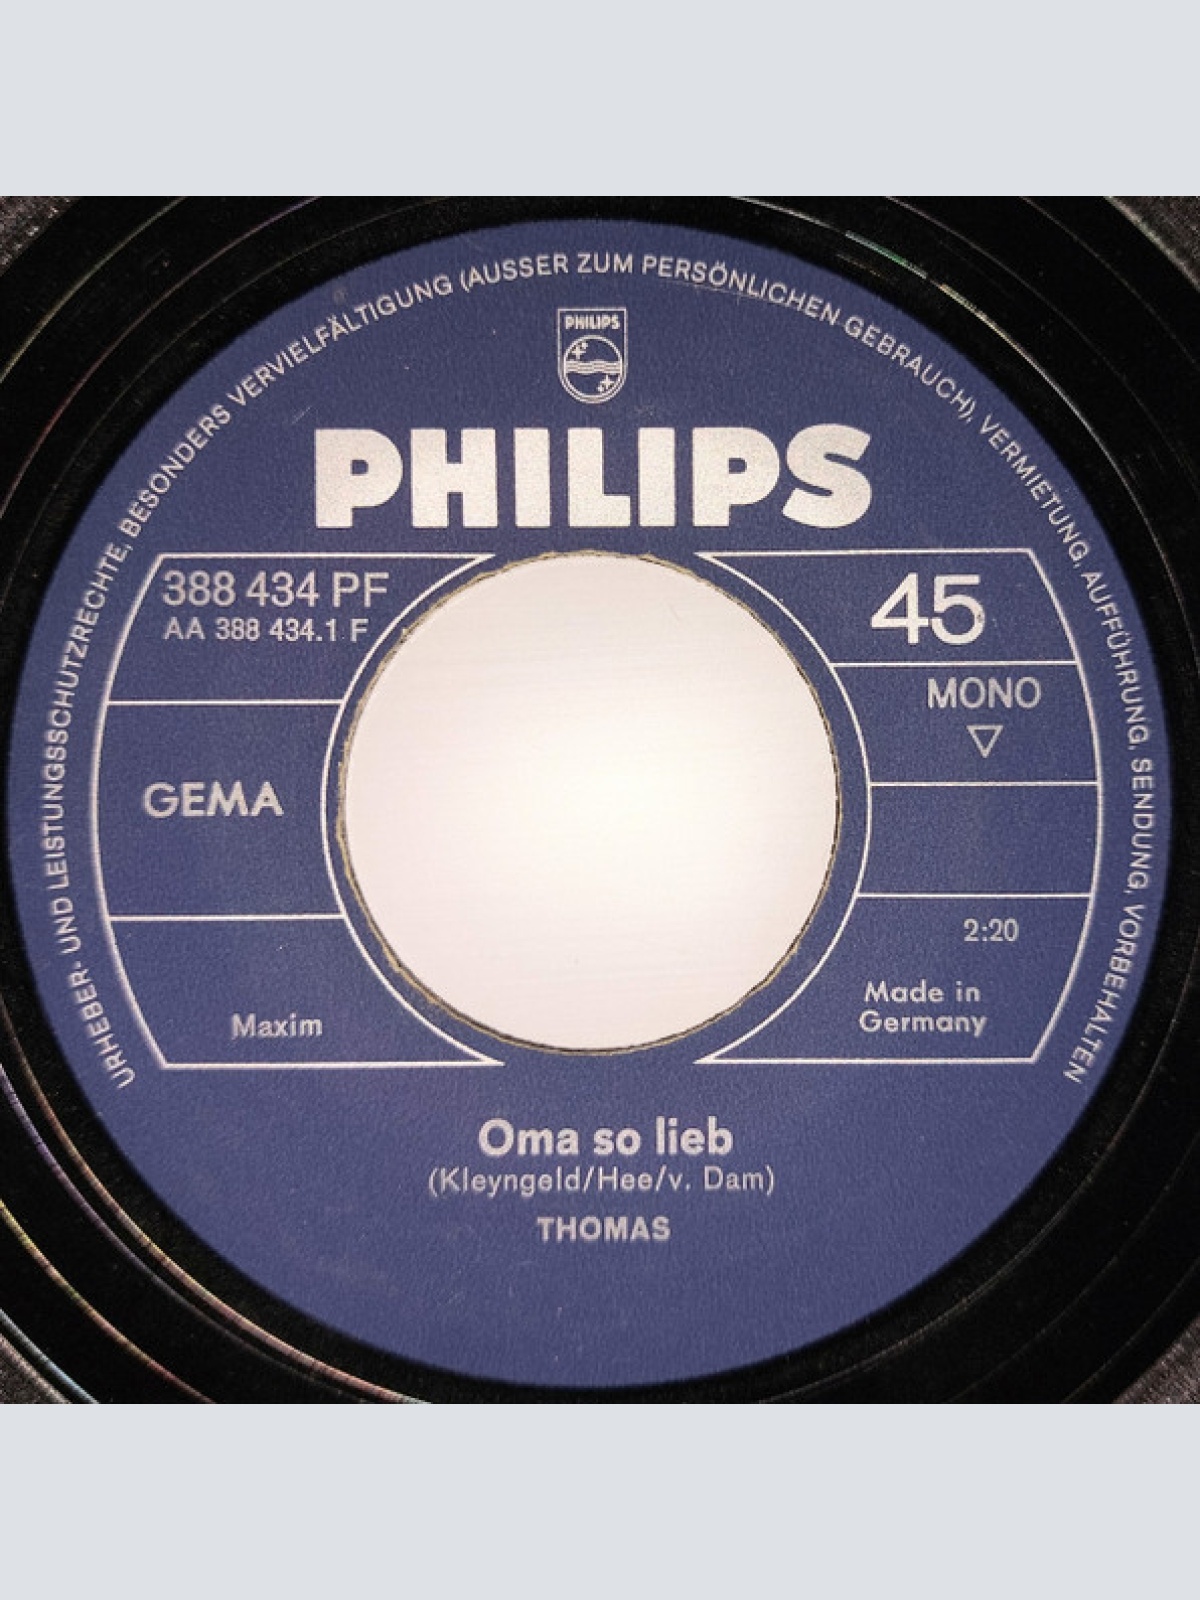 URHEBER- UND LEISTUNGSSCHUTZRECHTE, BESONDERS VERVIELFÄLTIGUNG (AUSSER ZUM PERSÖNLICHEN GEBRAUCH), VERMIETUNG, AUFFÜHRUNG, SENDUNG, VORBEHALTEN
PHILIPS
PHILIPS
388 434 PF
AA 388 434.1 F
45
MONO
GEMA
2:20
Made in
Germany
Maxim
Oma so lieb
(Kleyngeld/Hee/v. Dam)
THOMAS